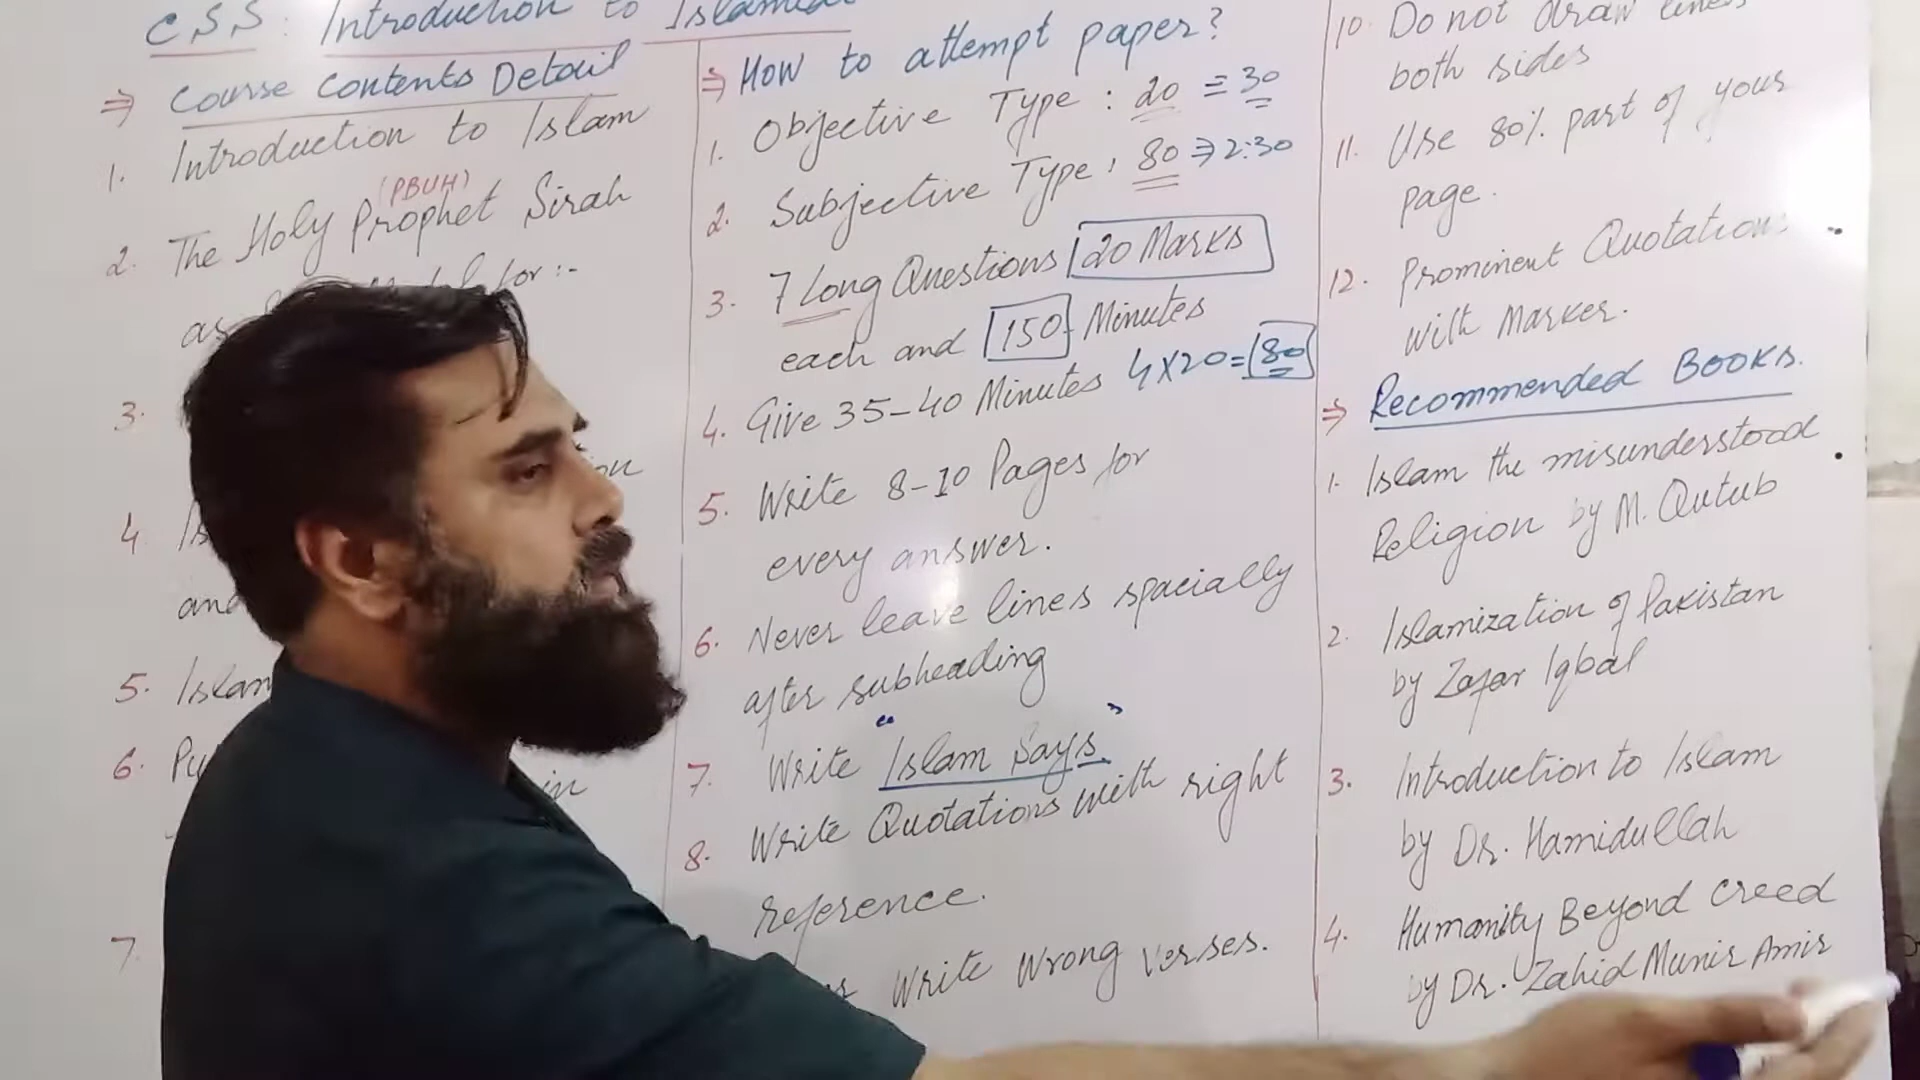 CSS: Introduction to Islamiat
⇒ Course Contents Detail
1. Introduction to Islam
(PBUH)
2. The Holy Prophet Sirah
as for :-
3.
4.
and
5. Islam
6. in
7.
⇒ How to attempt paper?
1. Objective Type : 20 = 30
2. Subjective Type, 80 ⇒ 2:30
3. 7 Long Questions 20 Marks
each and 150 Minutes
4. Give 35-40 Minutes 4x20=80
5. Write 8-10 Pages for
every answer.
6. Never leave lines spacially
after subheading
7. Write "Islam Says"
8. Write Quotations with right
reference.
Write Wrong verses.
10. Do not draw lines
both sides
11. Use 80% part of your
page.
12. Prominent Quotations
with Marker.
⇒ Recommended Books.
1. Islam the misunderstood
Religion by M. Qutub
2. Islamization of Pakistan
by Zafar Iqbal
3. Introduction to Islam
by Dr. Hamidullah
4. Humanity Beyond Creed
by Dr. Zahid Munir Amir